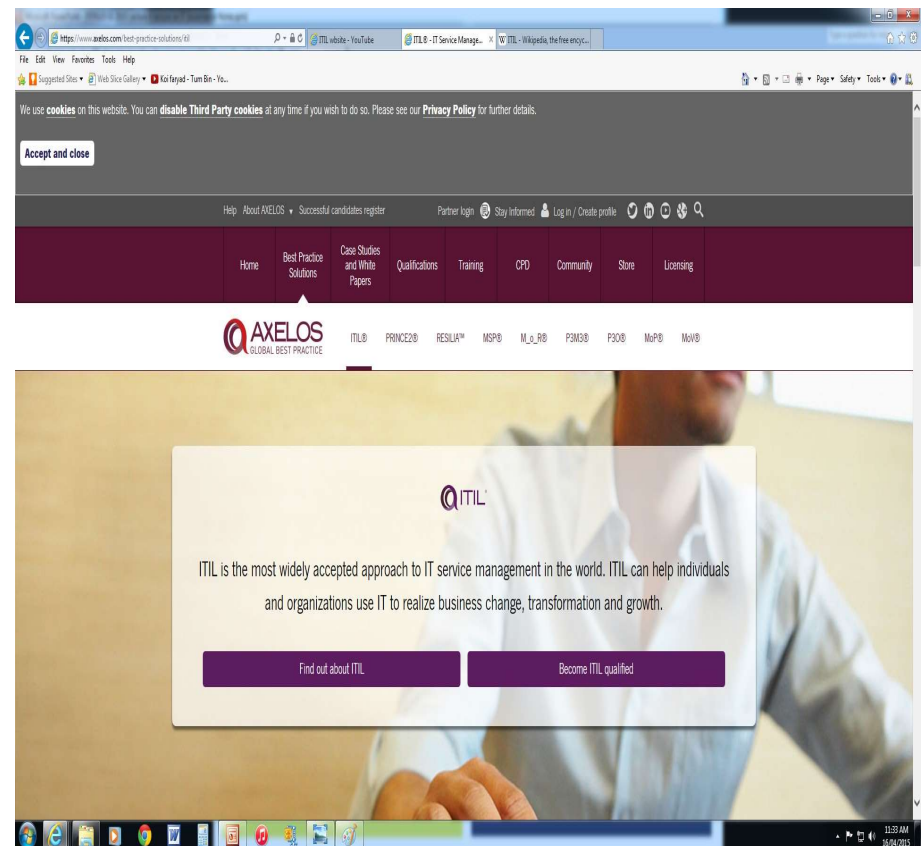 https://www.axelos.com/best-practice-solutions/itil
ITIL wbsite - YouTube
ITIL® - IT Service Manage...
ITIL - Wikipedia, the free encyc...
File Edit View Favorites Tools Help
Suggested Sites Web Slice Gallery Koi faryad - Tum Bin - Yo...
Page Safety Tools
We use cookies on this website. You can disable Third Party cookies at any time if you wish to do so. Please see our Privacy Policy for further details.
Accept and close
Help About AXELOS Successful candidates register Partner login Stay Informed Log in / Create profile
Home
Best Practice Solutions
Case Studies and White Papers
Qualifications
Training
CPD
Community
Store
Licensing
AXELOS
GLOBAL BEST PRACTICE
ITIL® PRINCE2® RESILIA™ MSP® M_o_R® P3M3® P3O® MoP® MoV®
ITIL
ITIL is the most widely accepted approach to IT service management in the world. ITIL can help individuals
and organizations use IT to realize business change, transformation and growth.
Find out about ITIL
Become ITIL qualified
11:33 AM
16/04/2015